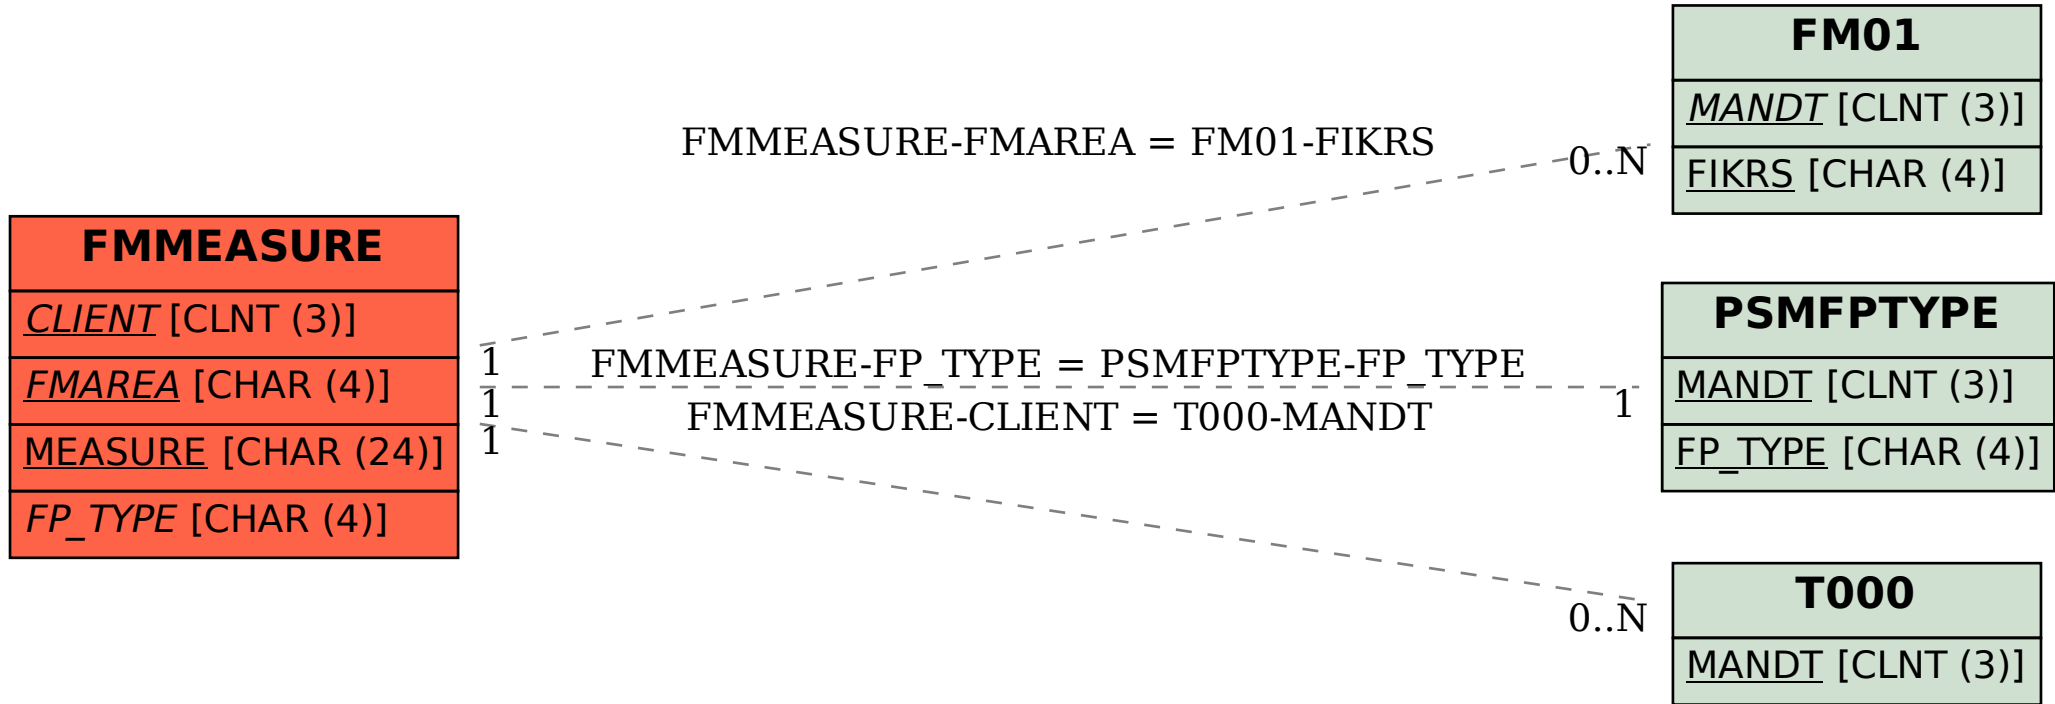 FM01
MANDT [CLNT (3)]
FIKRS [CHAR (4)]
FMMEASURE-FMAREA = FM01-FIKRS
0..N
FMMEASURE
CLIENT [CLNT (3)]
FMAREA [CHAR (4)]
MEASURE [CHAR (24)]
FP_TYPE [CHAR (4)]
1
FMMEASURE-FP_TYPE = PSMFPTYPE-FP_TYPE
1
1
FMMEASURE-CLIENT = T000-MANDT
1
0..N
PSMFPTYPE
MANDT [CLNT (3)]
FP_TYPE [CHAR (4)]
T000
MANDT [CLNT (3)]